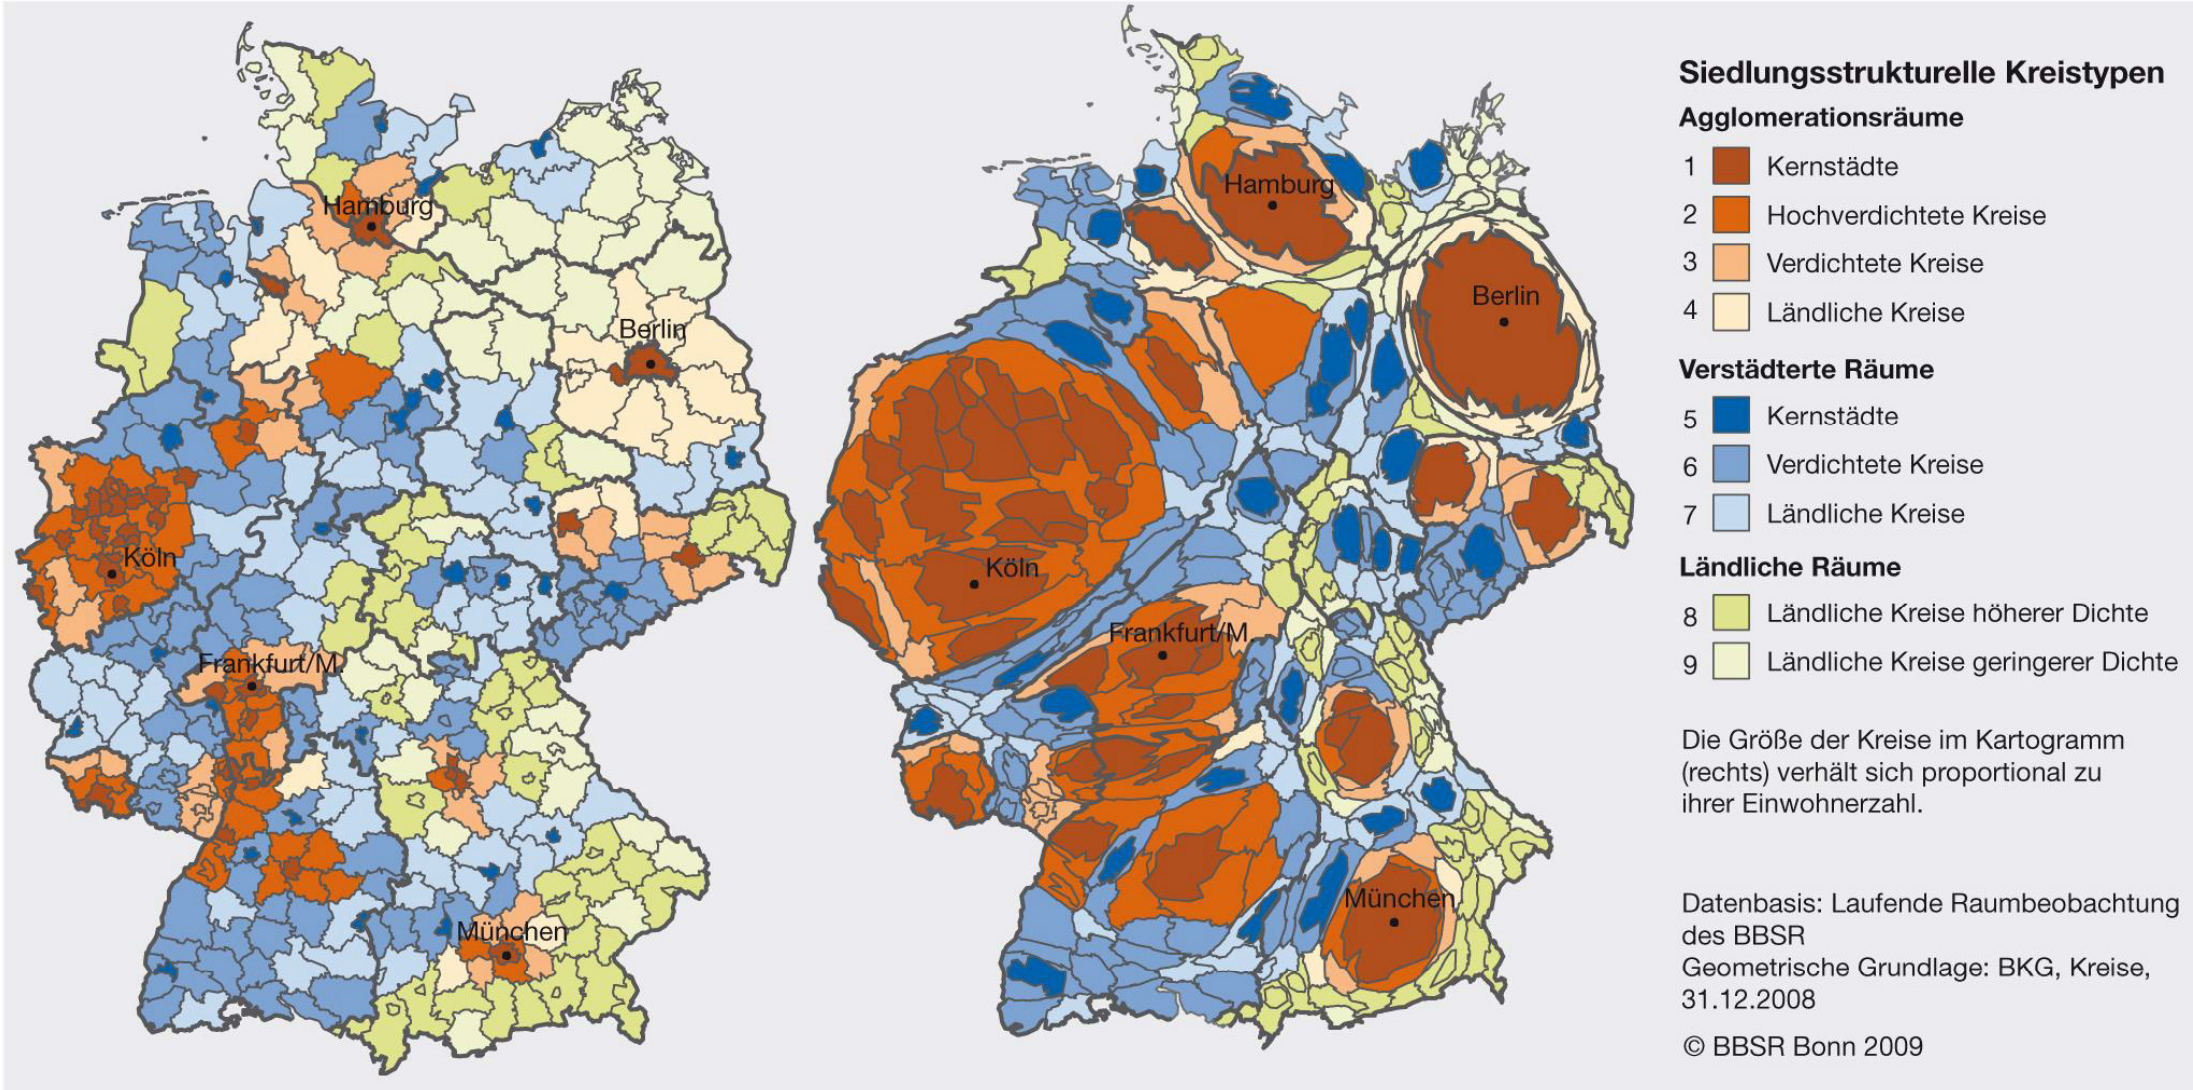 Hamburg
Berlin
Köln
Frankfurt/M.
München
Hamburg
Berlin
Köln
Frankfurt/M.
München
Siedlungsstrukturelle Kreistypen
Agglomerationsräume
1 Kernstädte
2 Hochverdichtete Kreise
3 Verdichtete Kreise
4 Ländliche Kreise
Verstädterte Räume
5 Kernstädte
6 Verdichtete Kreise
7 Ländliche Kreise
Ländliche Räume
8 Ländliche Kreise höherer Dichte
9 Ländliche Kreise geringerer Dichte
Die Größe der Kreise im Kartogramm
(rechts) verhält sich proportional zu
ihrer Einwohnerzahl.
Datenbasis: Laufende Raumbeobachtung
des BBSR
Geometrische Grundlage: BKG, Kreise,
31.12.2008
© BBSR Bonn 2009